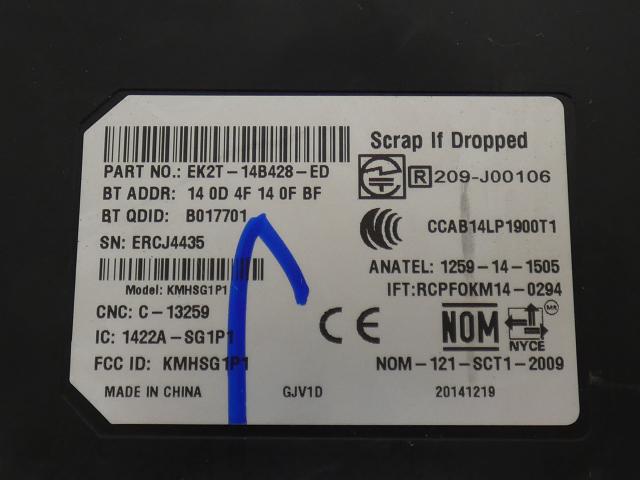 Scrap If Dropped
PART NO.: EK2T-14B428-ED
R 209-J00106
BT ADDR: 14 0D 4F 14 0F BF
BT QDID: B017701
CCAB14LP1900T1
SN: ERCJ4435
ANATEL: 1259-14-1505
Model: KMHSG1P1
IFT:RCPFOKM14-0294
CNC: C-13259
CE
NOM
MR
NYCE
IC: 1422A-SG1P1
FCC ID: KMHSG1P1
NOM-121-SCT1-2009
MADE IN CHINA
GJV1D
20141219